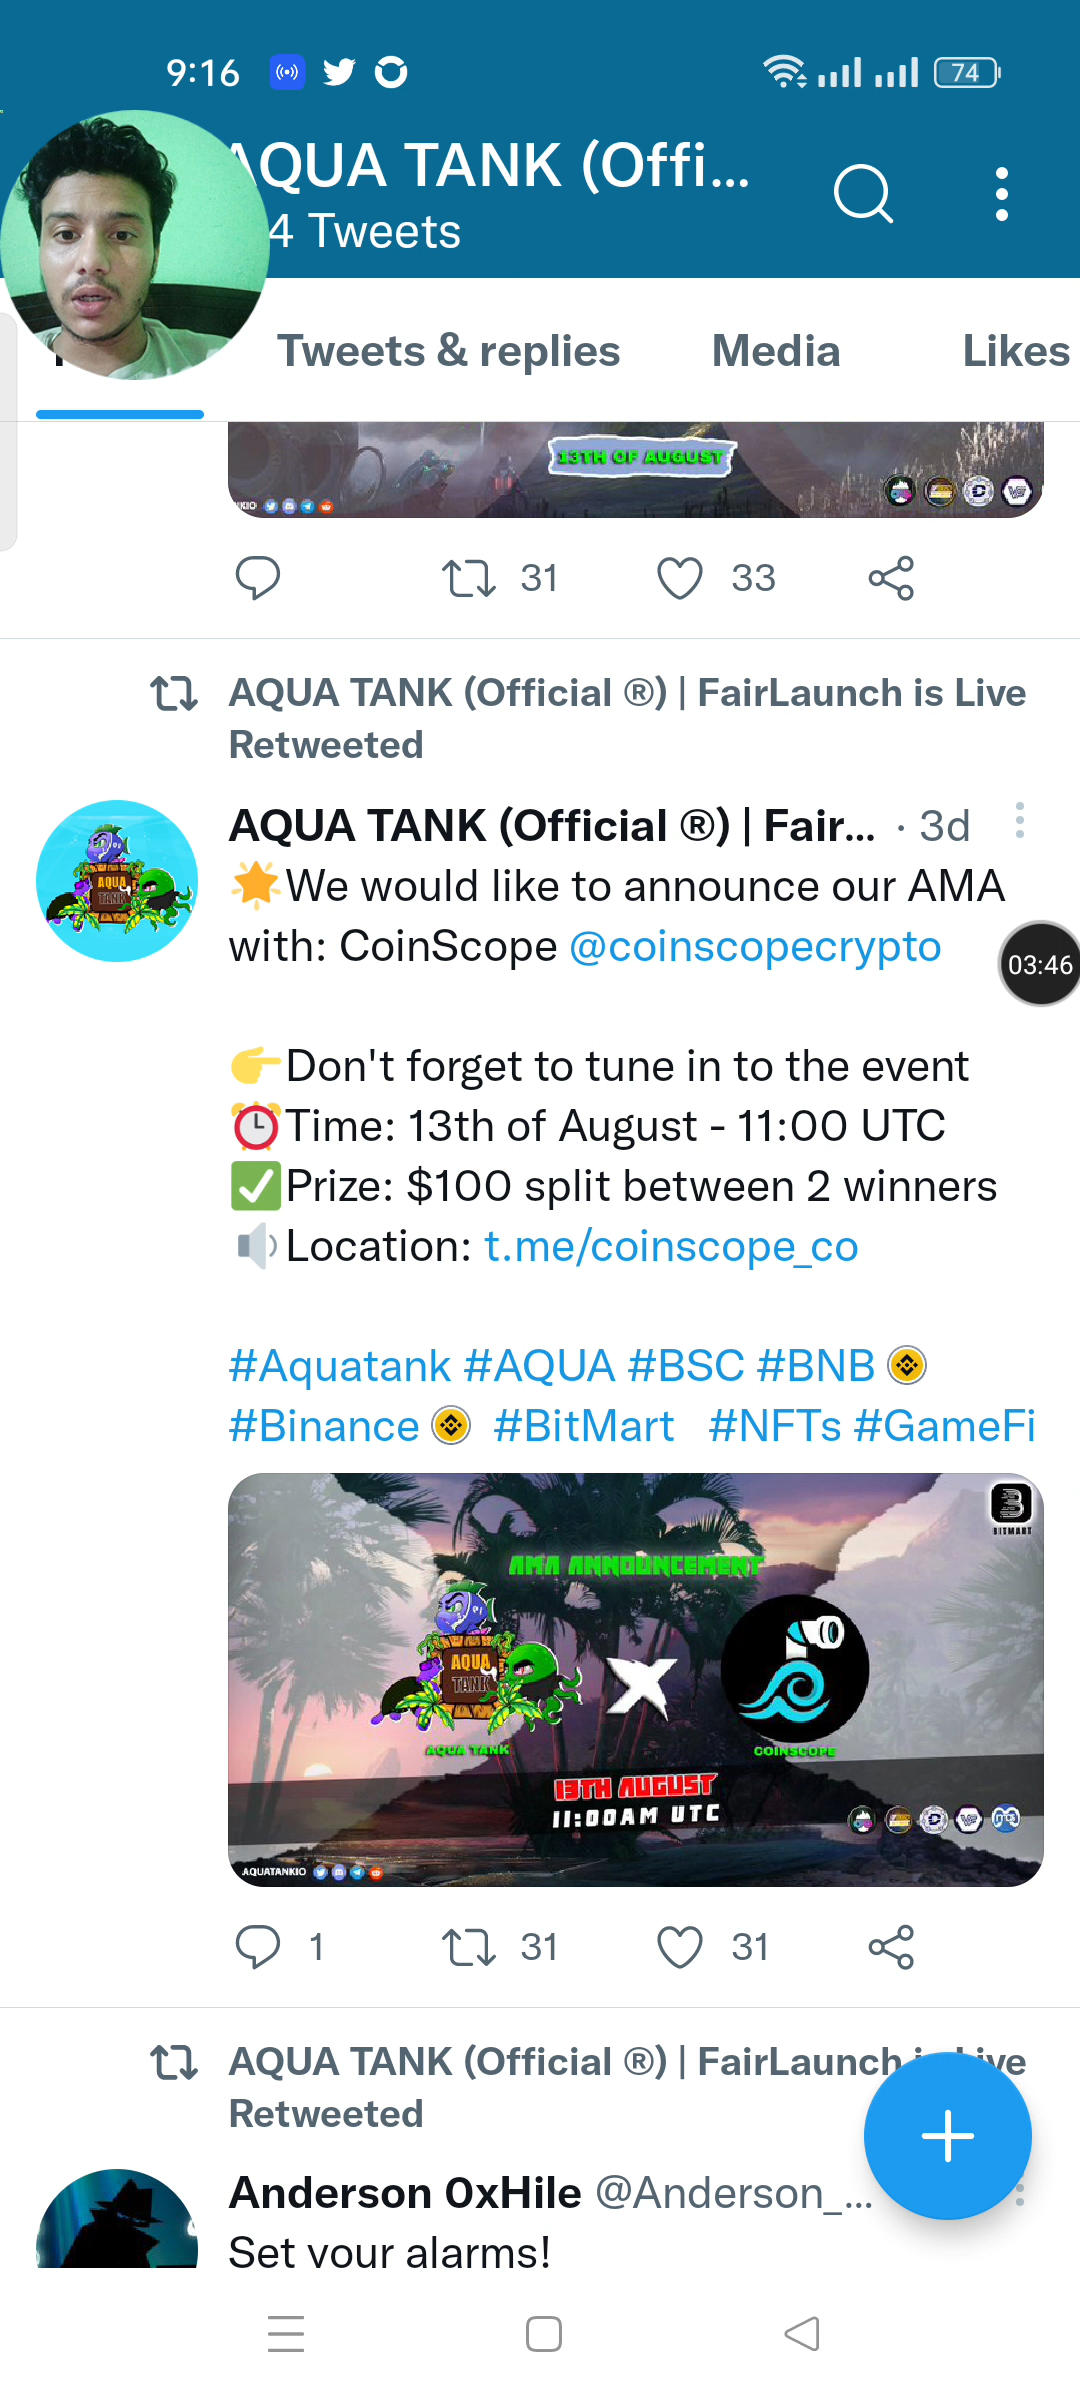 9:16
74
AQUA TANK (Offi...
4 Tweets
Tweets & replies
Media
Likes
13TH OF AUGUST
31
33
AQUA TANK (Official ®) | FairLaunch is Live
Retweeted
AQUA TANK (Official ®) | Fair... · 3d
🌟We would like to announce our AMA
with: CoinScope @coinscopecrypto
03:46
👉Don't forget to tune in to the event
⏰Time: 13th of August - 11:00 UTC
✅Prize: $100 split between 2 winners
🔉Location: t.me/coinscope_co
#Aquatank #AQUA #BSC #BNB
#Binance #BitMart #NFTs #GameFi
BITMART
AMA ANNOUNCEMENT
AQUA
TANK
X
AQUA TANK
COINSCOPE
13TH AUGUST
11:00AM UTC
AQUATANKIO
1
31
31
AQUA TANK (Official ®) | FairLaunch is Live
Retweeted
Anderson 0xHile @Anderson_...
Set your alarms!